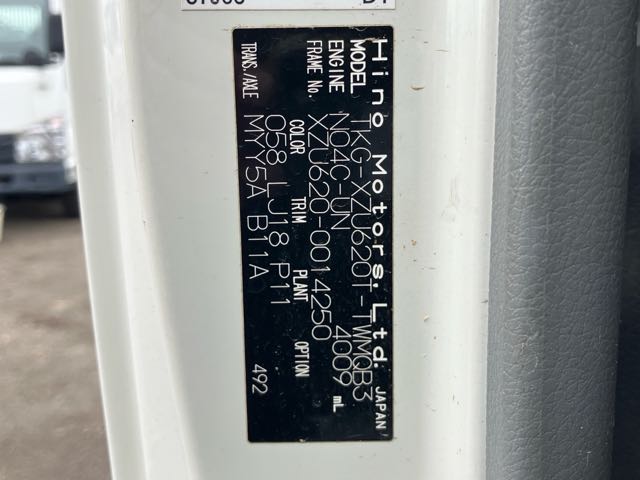 Hino Motors, Ltd. JAPAN
MODEL TKG-XZU620T-TWMQB3
ENGINE N04C-UN 4009 mL
FRAME No. XZU620-0014250
COLOR TRIM PLANT OPTION
058 LJ18 P11
TRANS./AXLE MYY5A B11A 492